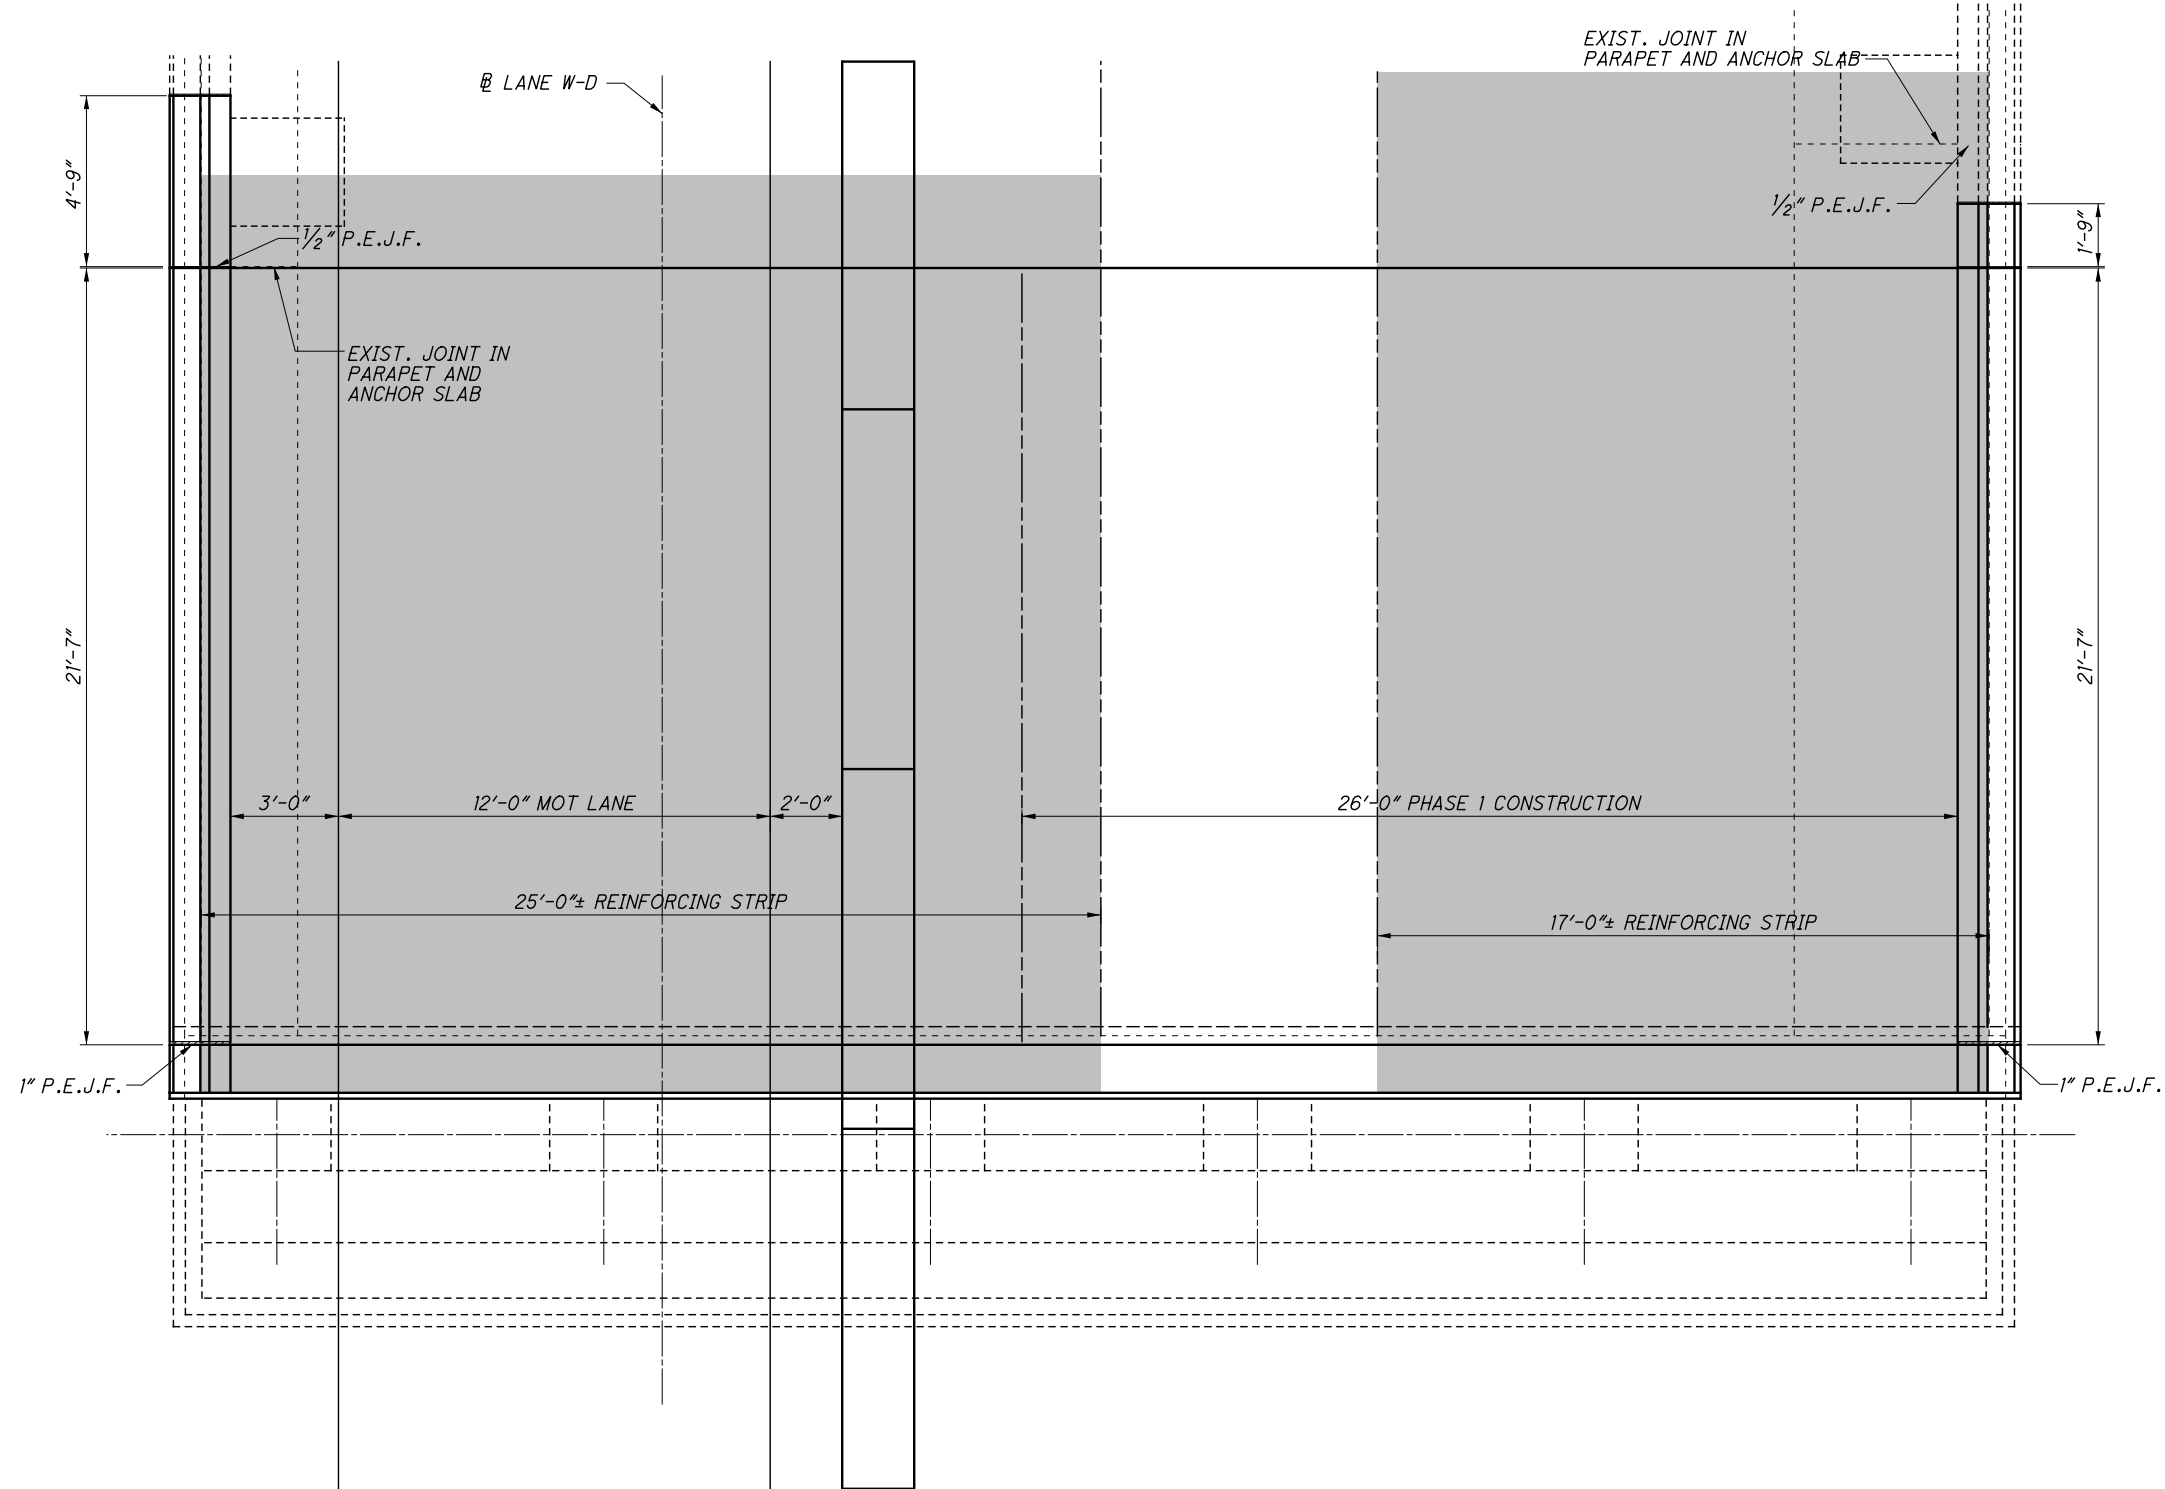 EXIST. JOINT IN
PARAPET AND ANCHOR SLAB
℄ LANE W-D
4'-9"
1/2" P.E.J.F.
1/2" P.E.J.F.
1'-9"
EXIST. JOINT IN
PARAPET AND
ANCHOR SLAB
21'-7"
21'-7"
3'-0"
12'-0" MOT LANE
2'-0"
26'-0" PHASE 1 CONSTRUCTION
25'-0"± REINFORCING STRIP
17'-0"± REINFORCING STRIP
1" P.E.J.F.
1" P.E.J.F.